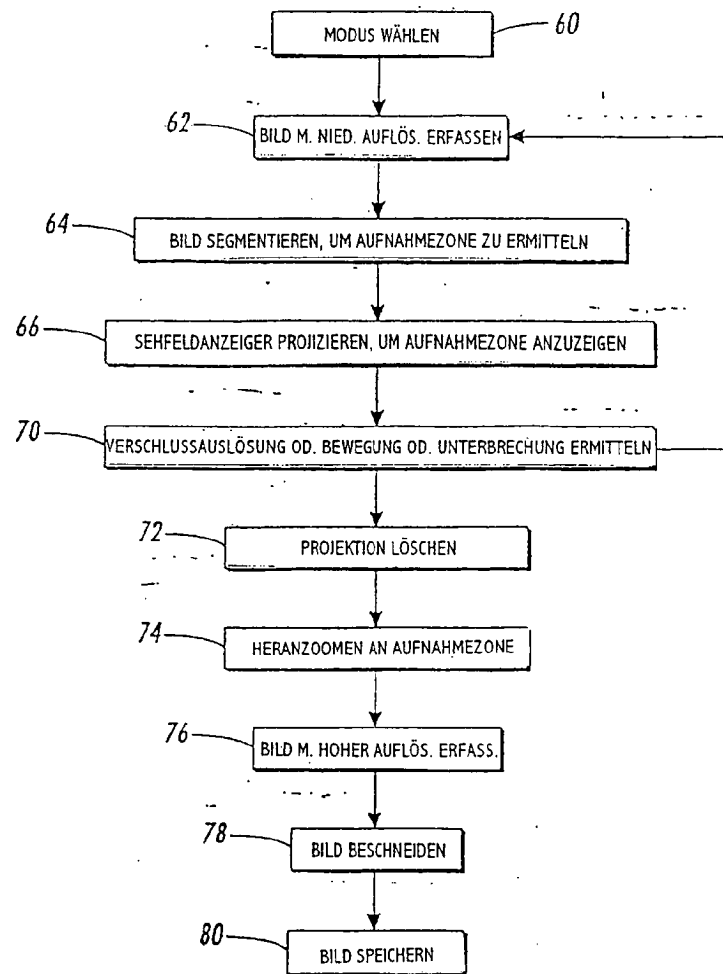 MODUS WÄHLEN
60
62
BILD M. NIED. AUFLÖS. ERFASSEN
64
BILD SEGMENTIEREN, UM AUFNAHMEZONE ZU ERMITTELN
66
SEHFELDANZEIGER PROJIZIEREN, UM AUFNAHMEZONE ANZUZEIGEN
70
VERSCHLUSSAUSLÖSUNG OD. BEWEGUNG OD. UNTERBRECHUNG ERMITTELN
72
PROJEKTION LÖSCHEN
74
HERANZOOMEN AN AUFNAHMEZONE
76
BILD M. HOHER AUFLÖS. ERFASS.
78
BILD BESCHNEIDEN
80
BILD SPEICHERN